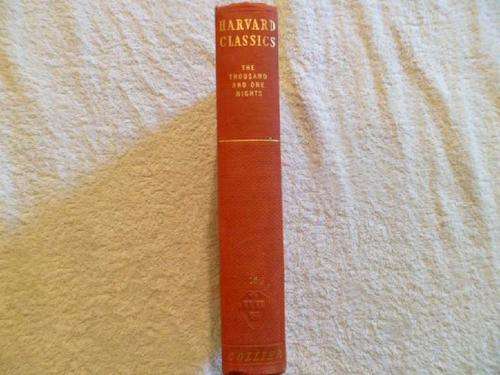 HARVARD
CLASSICS
THE
THOUSAND
AND ONE
NIGHTS
COLLIER